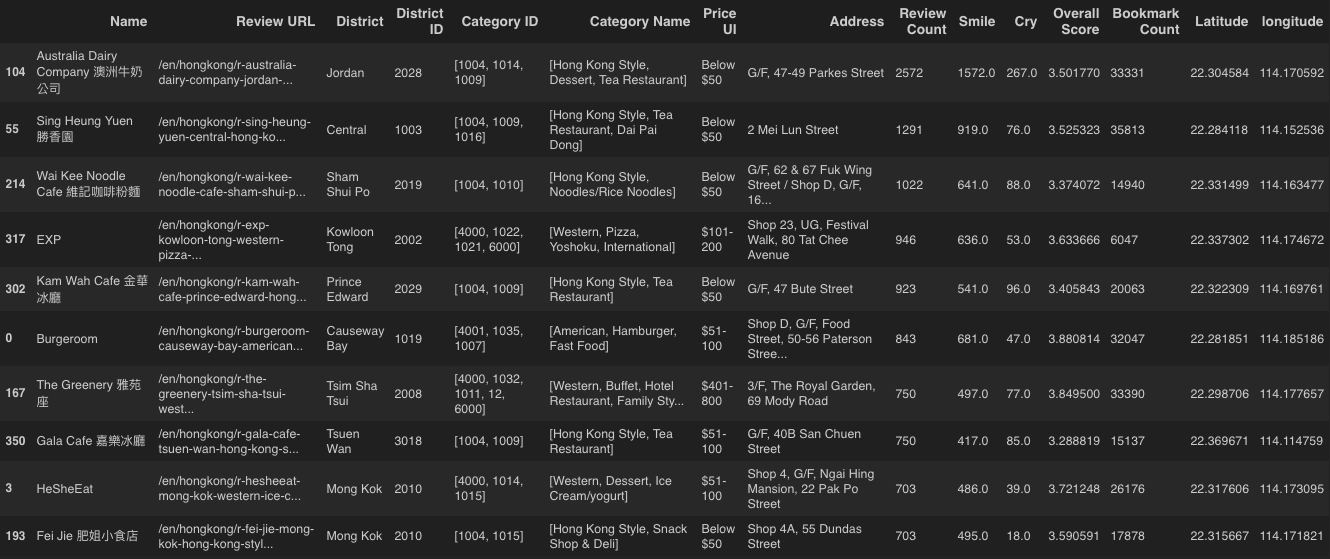 Name Review URL District District ID Category ID Category Name Price UI Address Review Count Smile Cry Overall Score Bookmark Count Latitude longitude
104 Australia Dairy Company 澳洲牛奶公司 /en/hongkong/r-australia-dairy-company-jordan-... Jordan 2028 [1004, 1014, 1009] [Hong Kong Style, Dessert, Tea Restaurant] Below $50 G/F, 47-49 Parkes Street 2572 1572.0 267.0 3.501770 33331 22.304584 114.170592
55 Sing Heung Yuen 勝香園 /en/hongkong/r-sing-heung-yuen-central-hong-ko... Central 1003 [1004, 1009, 1016] [Hong Kong Style, Tea Restaurant, Dai Pai Dong] Below $50 2 Mei Lun Street 1291 919.0 76.0 3.525323 35813 22.284118 114.152536
214 Wai Kee Noodle Cafe 維記咖啡粉麵 /en/hongkong/r-wai-kee-noodle-cafe-sham-shui-p... Sham Shui Po 2019 [1004, 1010] [Hong Kong Style, Noodles/Rice Noodles] Below $50 G/F, 62 & 67 Fuk Wing Street / Shop D, G/F, 16... 1022 641.0 88.0 3.374072 14940 22.331499 114.163477
317 EXP /en/hongkong/r-exp-kowloon-tong-western-pizza-... Kowloon Tong 2002 [4000, 1022, 1021, 6000] [Western, Pizza, Yoshoku, International] $101-200 Shop 23, UG, Festival Walk, 80 Tat Chee Avenue 946 636.0 53.0 3.633666 6047 22.337302 114.174672
302 Kam Wah Cafe 金華冰廳 /en/hongkong/r-kam-wah-cafe-prince-edward-hong... Prince Edward 2029 [1004, 1009] [Hong Kong Style, Tea Restaurant] Below $50 G/F, 47 Bute Street 923 541.0 96.0 3.405843 20063 22.322309 114.169761
0 Burgeroom /en/hongkong/r-burgeroom-causeway-bay-american... Causeway Bay 1019 [4001, 1035, 1007] [American, Hamburger, Fast Food] $51-100 Shop D, G/F, Food Street, 50-56 Paterson Stree... 843 681.0 47.0 3.880814 32047 22.281851 114.185186
167 The Greenery 雅苑座 /en/hongkong/r-the-greenery-tsim-sha-tsui-west... Tsim Sha Tsui 2008 [4000, 1032, 1011, 12, 6000] [Western, Buffet, Hotel Restaurant, Family Sty... $401-800 3/F, The Royal Garden, 69 Mody Road 750 497.0 77.0 3.849500 33390 22.298706 114.177657
350 Gala Cafe 嘉樂冰廳 /en/hongkong/r-gala-cafe-tsuen-wan-hong-kong-s... Tsuen Wan 3018 [1004, 1009] [Hong Kong Style, Tea Restaurant] $51-100 G/F, 40B San Chuen Street 750 417.0 85.0 3.288819 15137 22.369671 114.114759
3 HeSheEat /en/hongkong/r-hesheeat-mong-kok-western-ice-c... Mong Kok 2010 [4000, 1014, 1015] [Western, Dessert, Ice Cream/yogurt] $51-100 Shop 4, G/F, Ngai Hing Mansion, 22 Pak Po Street 703 486.0 39.0 3.721248 26176 22.317606 114.173095
193 Fei Jie 肥姐小食店 /en/hongkong/r-fei-jie-mong-kok-hong-kong-styl... Mong Kok 2010 [1004, 1015] [Hong Kong Style, Snack Shop & Deli] Below $50 Shop 4A, 55 Dundas Street 703 495.0 18.0 3.590591 17878 22.315667 114.171821